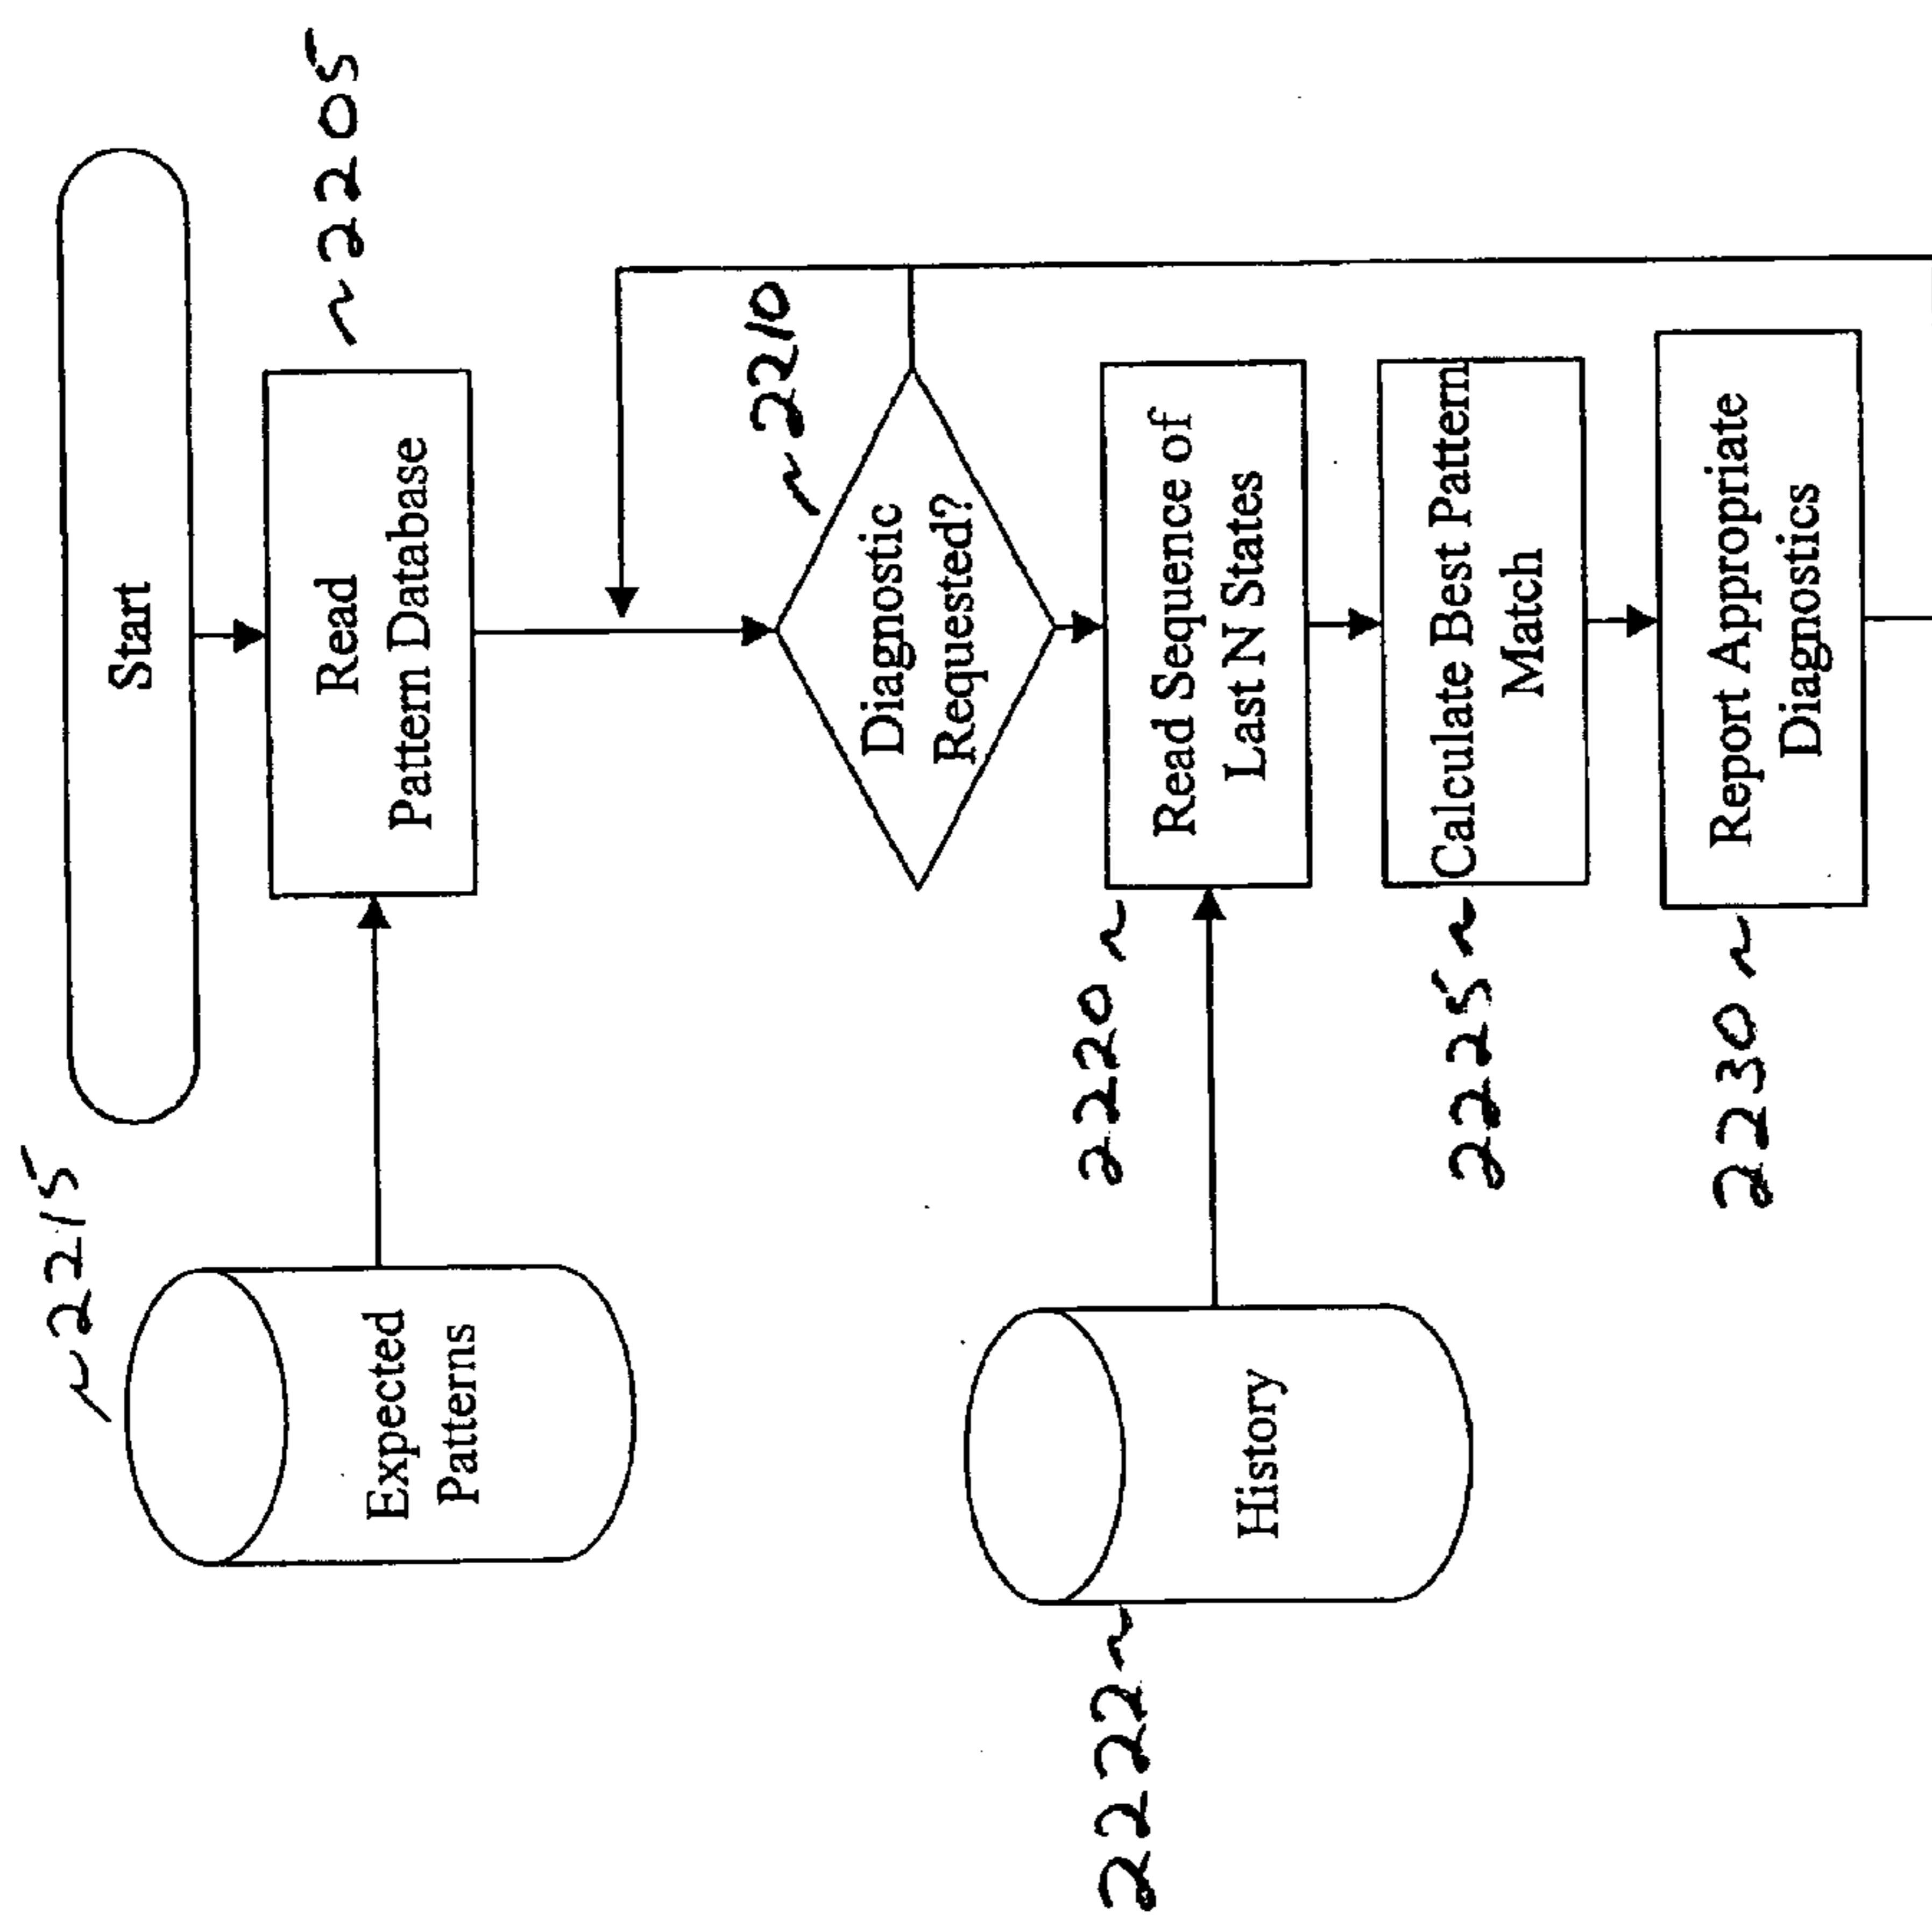 2215
Start
2205
Read
Pattern Database
Expected
Patterns
2210
Diagnostic
Requested?
2220
2222
Read Sequence of
Last N States
History
Calculate Best Pattern
Match
2225
Report Appropriate
Diagnostics
2230